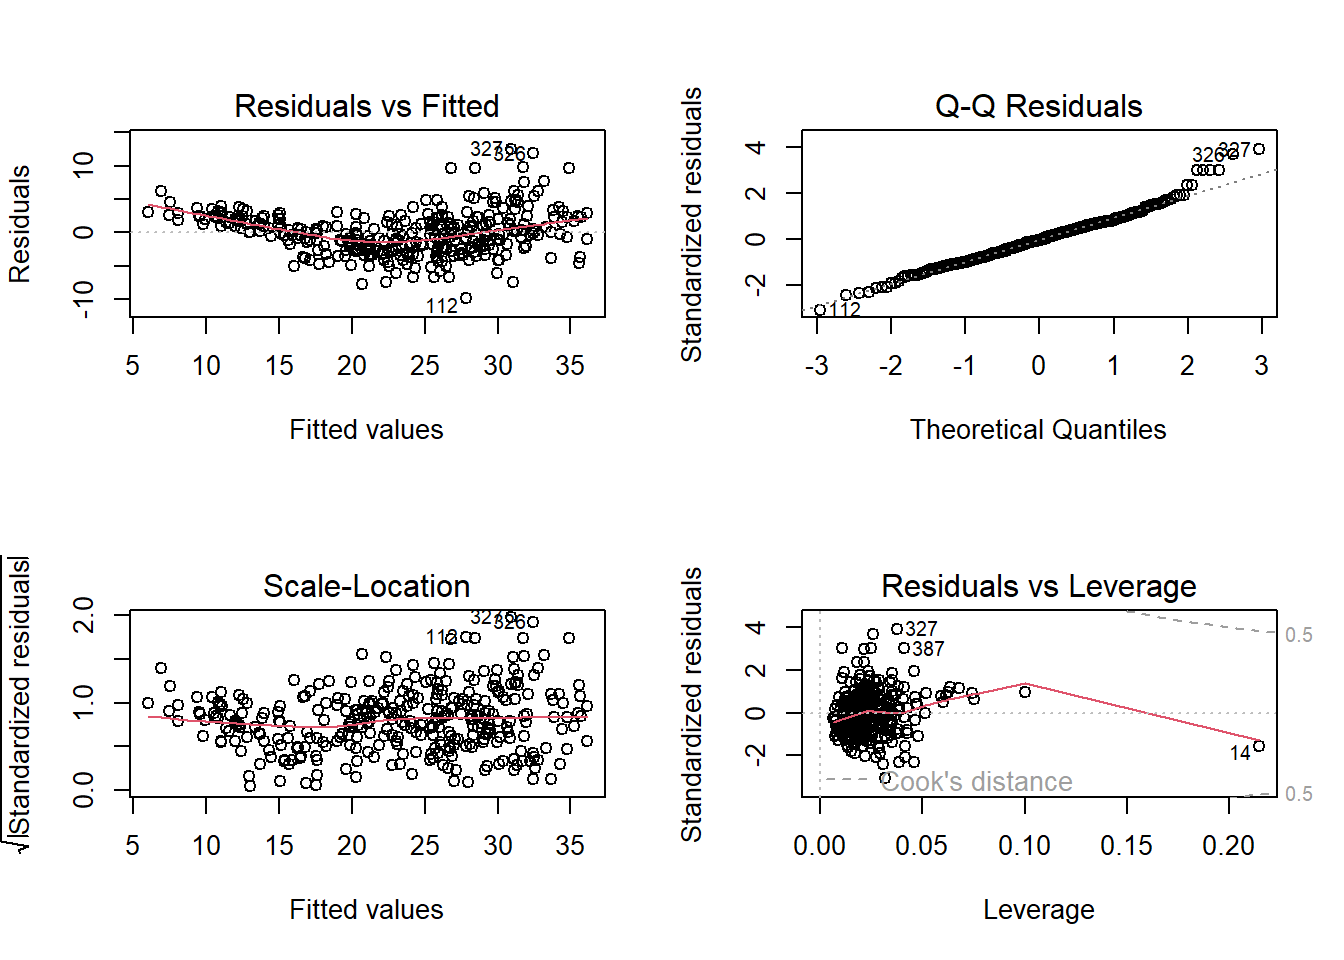 Residuals vs Fitted
Residuals
10
0
-10
327
326
112
5 10 15 20 25 30 35
Fitted values
Q-Q Residuals
Standardized residuals
4
2
0
-2
326
327
112
-3 -2 -1 0 1 2 3
Theoretical Quantiles
Scale-Location
√|Standardized residuals|
2.0
1.0
0.0
327
326
112
5 10 15 20 25 30 35
Fitted values
Residuals vs Leverage
Standardized residuals
4
2
0
-2
327
387
14
0.5
0.5
Cook's distance
0.00 0.05 0.10 0.15 0.20
Leverage